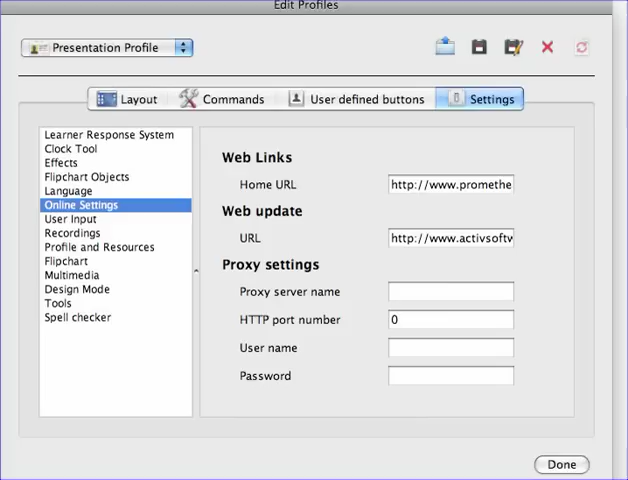 Edit Profiles
Presentation Profile
Layout
Commands
User defined buttons
Settings
Learner Response System
Clock Tool
Effects
Flipchart Objects
Language
Online Settings
User Input
Recordings
Profile and Resources
Flipchart
Multimedia
Design Mode
Tools
Spell checker
Web Links
Home URL http://www.promethe
Web update
URL http://www.activsoftw
Proxy settings
Proxy server name
HTTP port number 0
User name
Password
Done